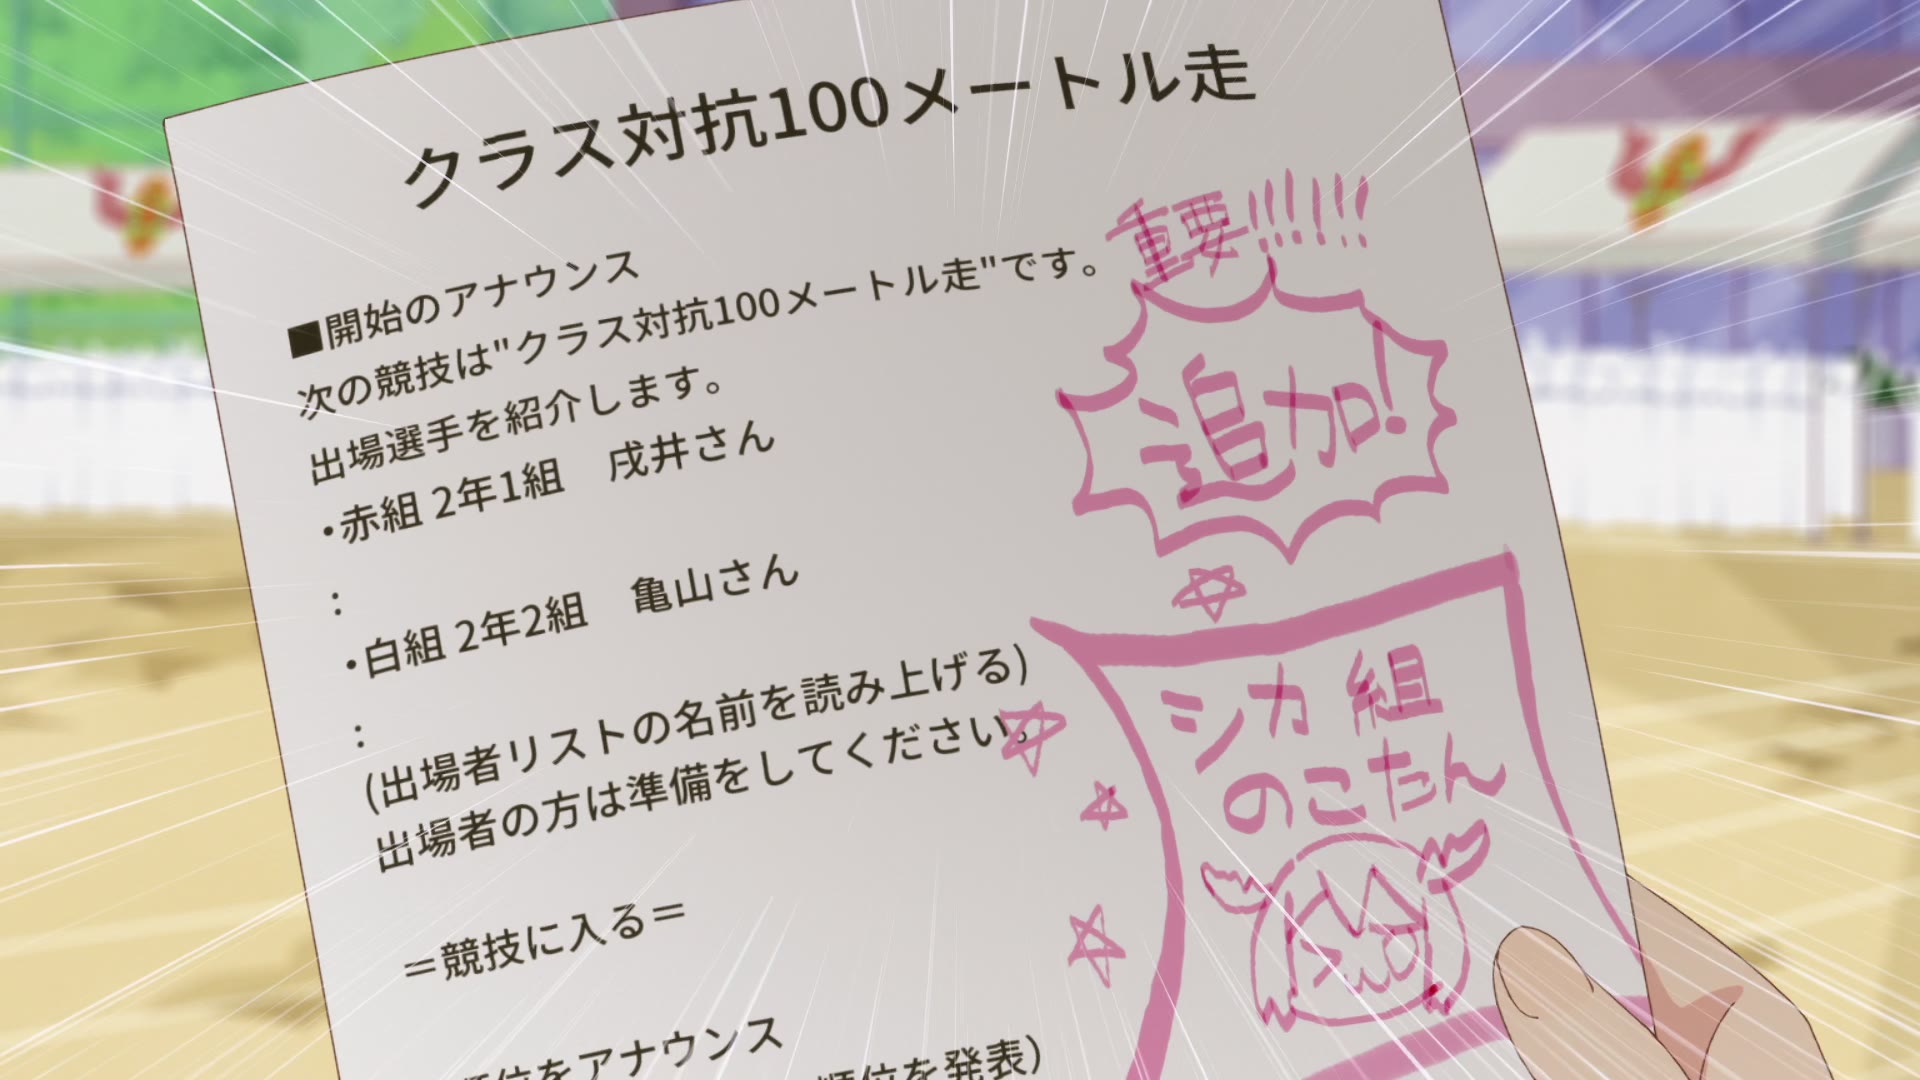 クラス対抗100メートル走
重要!!!!!!
■開始のアナウンス
次の競技は"クラス対抗100メートル走"です。
出場選手を紹介します。
・赤組 2年1組　戌井さん
：
・白組 2年2組　亀山さん
：
(出場者リストの名前を読み上げる)
出場者の方は準備をしてください。
＝競技に入る＝
順位をアナウンス
順位を発表)
追加!
シカ組
のこたん